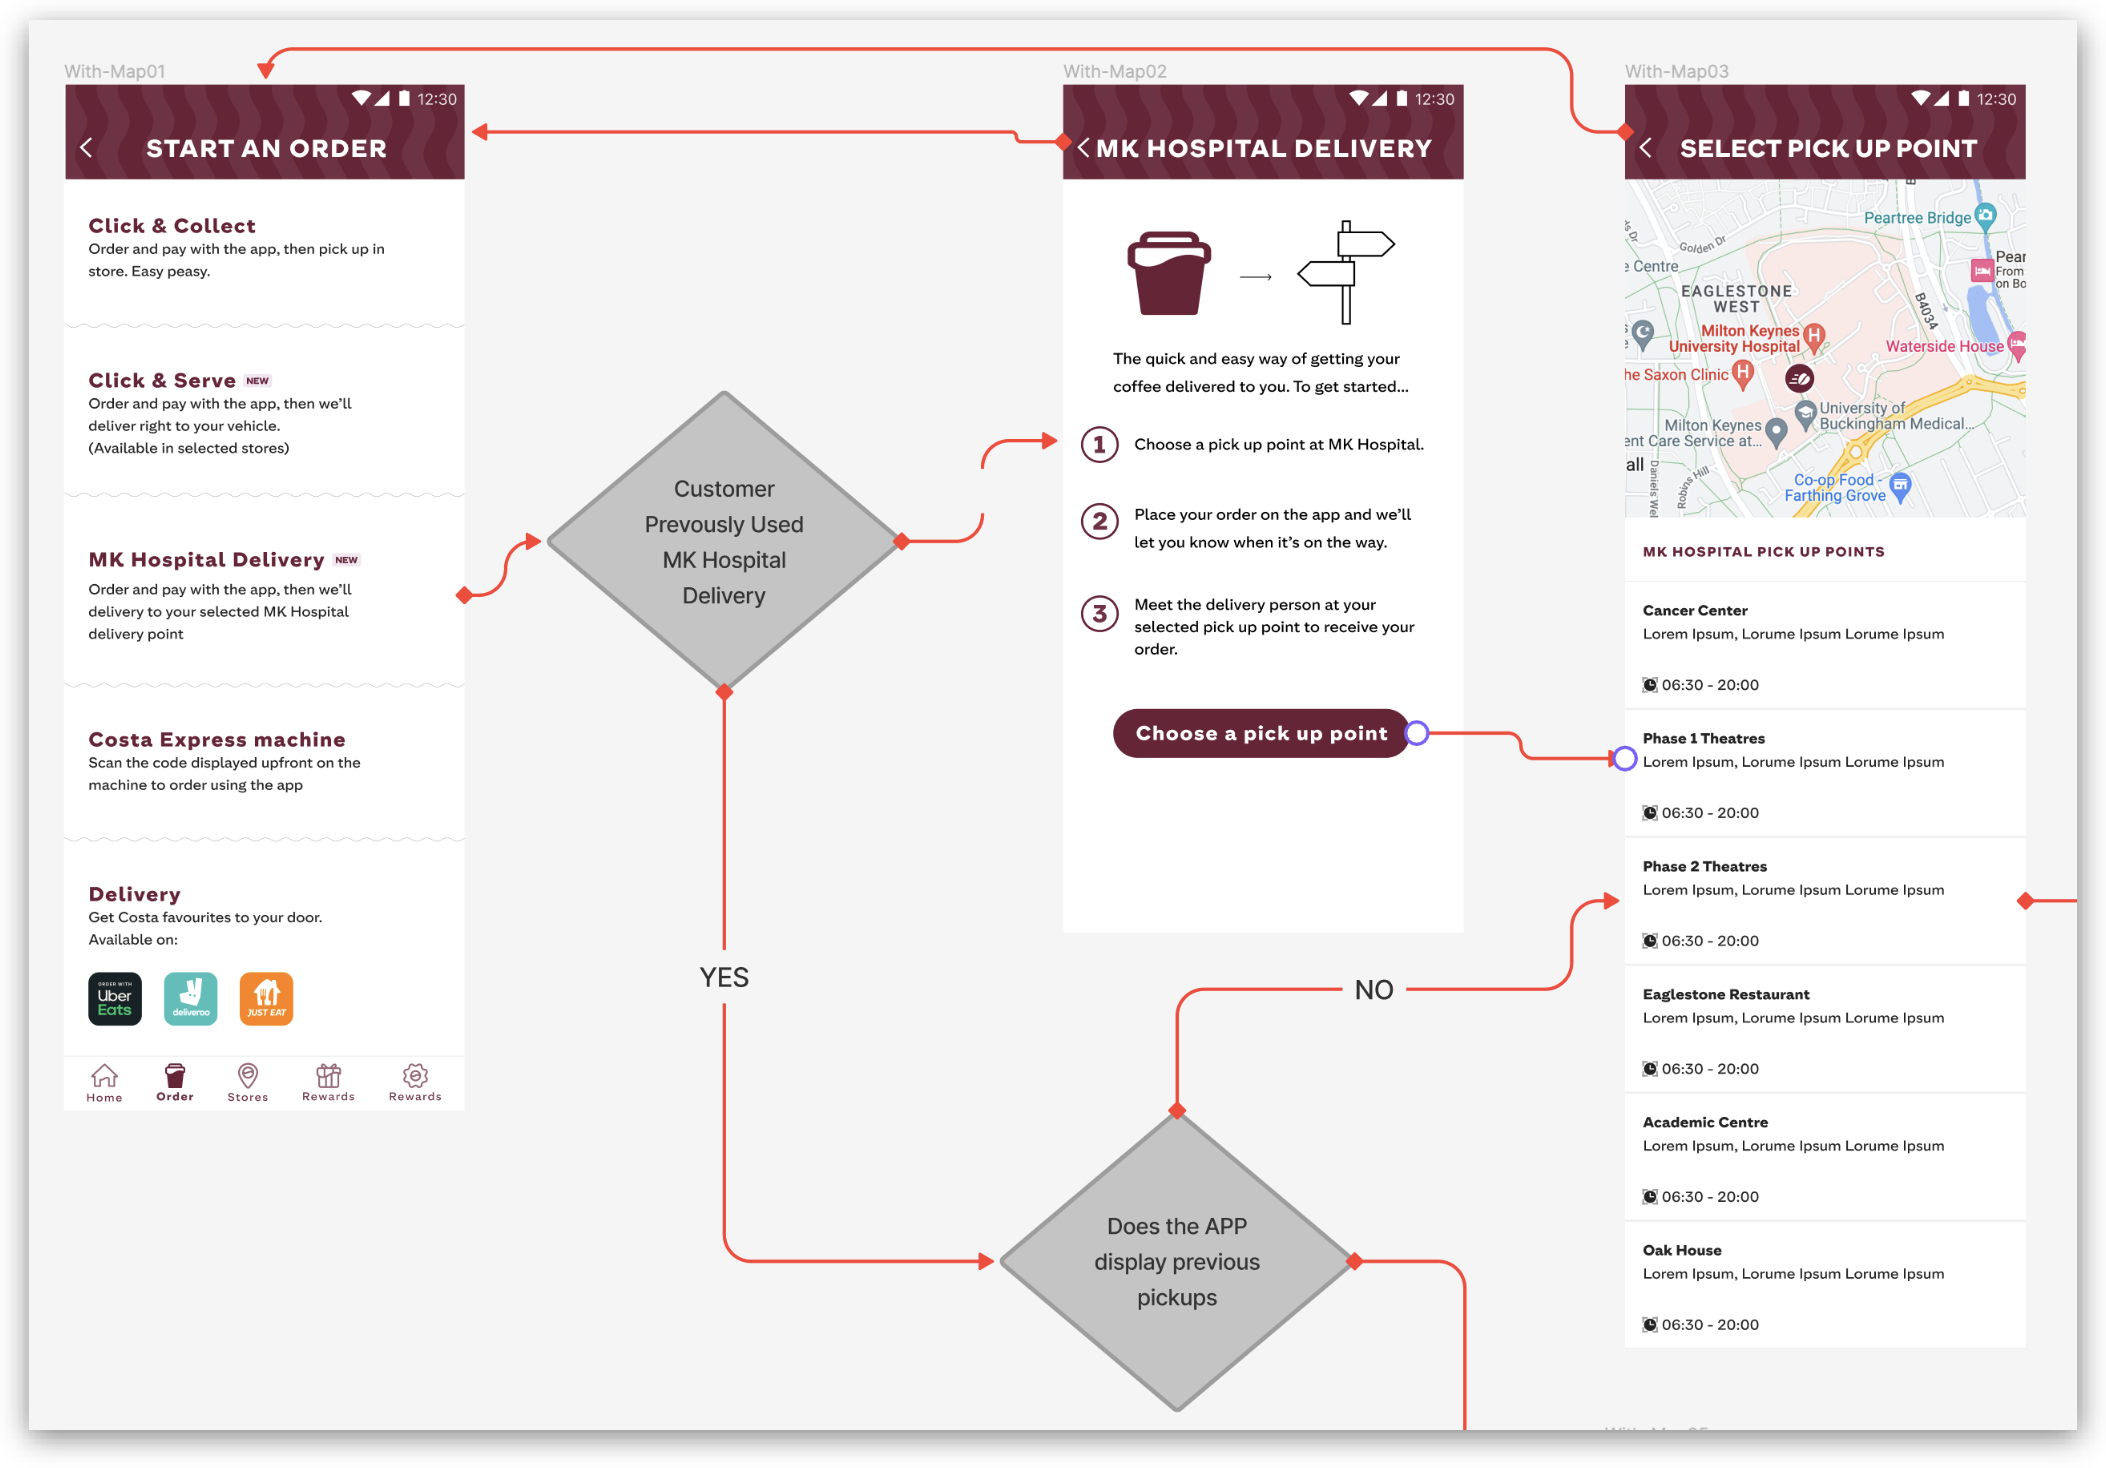 With-Map01
12:30
START AN ORDER
Click & Collect
Order and pay with the app, then pick up in
store. Easy peasy.
Click & Serve NEW
Order and pay with the app, then we'll
deliver right to your vehicle.
(Available in selected stores)
MK Hospital Delivery NEW
Order and pay with the app, then we'll
delivery to your selected MK Hospital
delivery point
Costa Express machine
Scan the code displayed upfront on the
machine to order using the app
Delivery
Get Costa favourites to your door.
Available on:
ORDER WITH
Uber
Eats
deliveroo
JUST EAT
Home
Order
Stores
Rewards
Rewards
Customer
Prevously Used
MK Hospital
Delivery
YES
With-Map02
12:30
MK HOSPITAL DELIVERY
The quick and easy way of getting your
coffee delivered to you. To get started...
1 Choose a pick up point at MK Hospital.
2 Place your order on the app and we'll
let you know when it's on the way.
3 Meet the delivery person at your
selected pick up point to receive your
order.
Choose a pick up point
NO
Does the APP
display previous
pickups
With-Map03
12:30
SELECT PICK UP POINT
Peartree Bridge
Golden Dr
s Dr
e Centre
Pear
From
on Bo
EAGLESTONE
WEST
B4034
Milton Keynes
University Hospital
H
Waterside House
he Saxon Clinic
H
University of
Buckingham Medical...
Milton Keynes
ent Care Service at...
all
Robins Hill
Daniels Wel
Co-op Food -
Farthing Grove
MK HOSPITAL PICK UP POINTS
Cancer Center
Lorem Ipsum, Lorume Ipsum Lorume Ipsum
06:30 - 20:00
Phase 1 Theatres
Lorem Ipsum, Lorume Ipsum Lorume Ipsum
06:30 - 20:00
Phase 2 Theatres
Lorem Ipsum, Lorume Ipsum Lorume Ipsum
06:30 - 20:00
Eaglestone Restaurant
Lorem Ipsum, Lorume Ipsum Lorume Ipsum
06:30 - 20:00
Academic Centre
Lorem Ipsum, Lorume Ipsum Lorume Ipsum
06:30 - 20:00
Oak House
Lorem Ipsum, Lorume Ipsum Lorume Ipsum
06:30 - 20:00